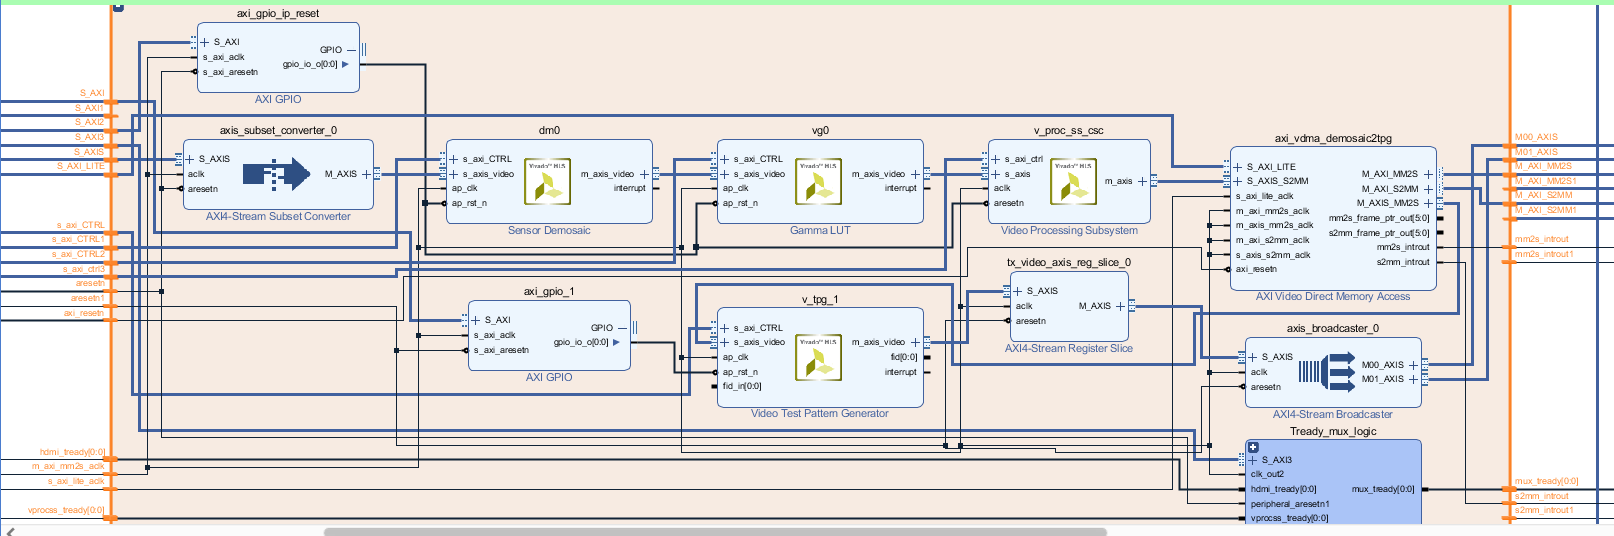 axi_gpio_ip_reset
S_AXI
s_axi_aclk
s_axi_aresetn
GPIO
gpio_io_o[0:0]
AXI GPIO
S_AXI
S_AXI1
S_AXI2
S_AXI3
S_AXIS
S_AXI_LITE
axis_subset_converter_0
S_AXIS
aclk
aresetn
M_AXIS
AXI4-Stream Subset Converter
dm0
s_axi_CTRL
s_axis_video
ap_clk
ap_rst_n
Vivado™ HLS
m_axis_video
interrupt
Sensor Demosaic
vg0
s_axi_CTRL
s_axis_video
ap_clk
ap_rst_n
Vivado™ HLS
m_axis_video
interrupt
Gamma LUT
v_proc_ss_csc
s_axi_ctrl
s_axis
aclk
aresetn
Vivado™ HLS
m_axis
Video Processing Subsystem
axi_vdma_demosaic2tpg
S_AXI_LITE
S_AXIS_S2MM
s_axi_lite_aclk
m_axi_mm2s_aclk
m_axis_mm2s_aclk
m_axi_s2mm_aclk
s_axis_s2mm_aclk
axi_resetn
M_AXI_MM2S
M_AXI_S2MM
M_AXIS_MM2S
mm2s_frame_ptr_out[5:0]
s2mm_frame_ptr_out[5:0]
mm2s_introut
s2mm_introut
AXI Video Direct Memory Access
M00_AXIS
M01_AXIS
M_AXI_MM2S
M_AXI_MM2S1
M_AXI_S2MM
M_AXI_S2MM1
mm2s_introut
mm2s_introut1
s_axi_CTRL
s_axi_CTRL1
s_axi_CTRL2
s_axi_ctrl3
aresetn
aresetn1
axi_resetn
axi_gpio_1
S_AXI
s_axi_aclk
s_axi_aresetn
GPIO
gpio_io_o[0:0]
AXI GPIO
v_tpg_1
s_axi_CTRL
s_axis_video
ap_clk
ap_rst_n
fid_in[0:0]
Vivado™ HLS
m_axis_video
fid[0:0]
interrupt
Video Test Pattern Generator
tx_video_axis_reg_slice_0
S_AXIS
aclk
aresetn
M_AXIS
AXI4-Stream Register Slice
axis_broadcaster_0
S_AXIS
aclk
aresetn
M00_AXIS
M01_AXIS
AXI4-Stream Broadcaster
hdmi_tready[0:0]
m_axi_mm2s_aclk
s_axi_lite_aclk
vprocss_tready[0:0]
Tready_mux_logic
S_AXI3
clk_out2
hdmi_tready[0:0]
peripheral_aresetn1
vprocss_tready[0:0]
mux_tready[0:0]
mux_tready[0:0]
s2mm_introut
s2mm_introut1